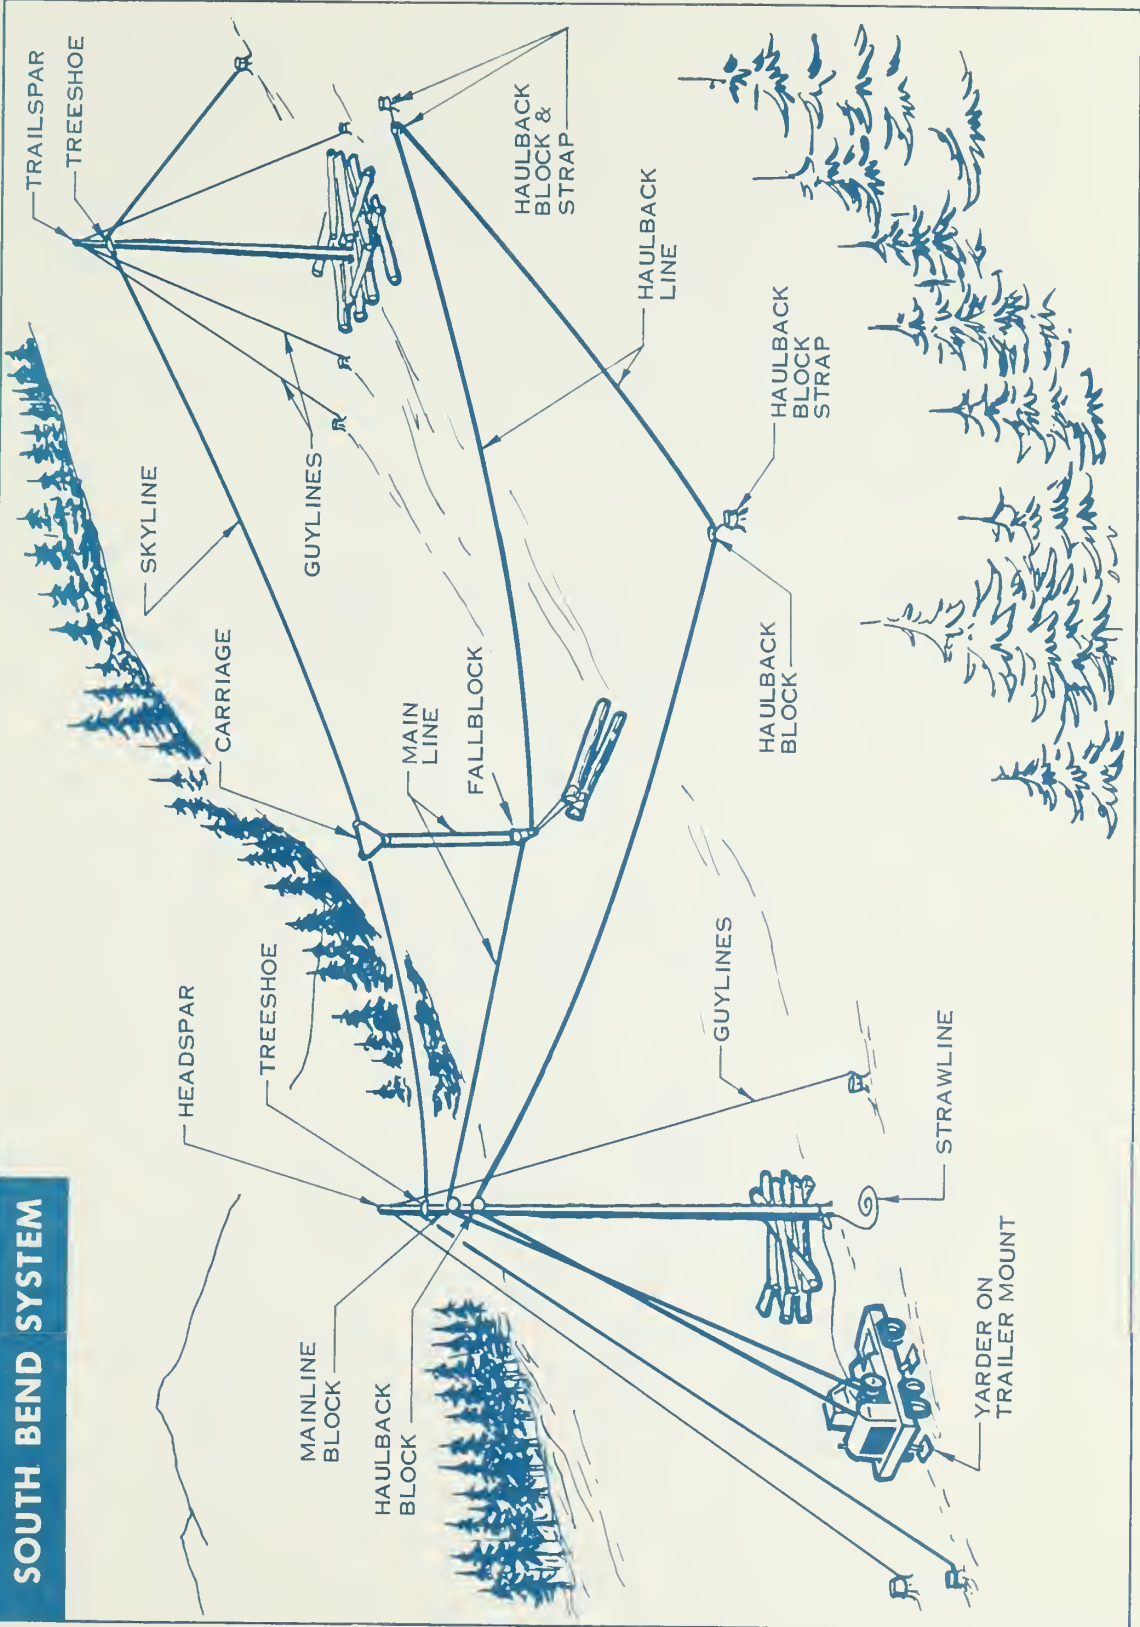 SOUTH BEND SYSTEM
HEADSPAR
TREESHOE
MAINLINE
BLOCK
HAULBACK
BLOCK
CARRIAGE
SKYLINE
TRAILSPAR
TREESHOE
GUYLINES
MAIN
LINE
FALLBLOCK
HAULBACK
BLOCK &
STRAP
HAULBACK
LINE
HAULBACK
BLOCK
STRAP
HAULBACK
BLOCK
GUYLINES
STRAWLINE
YARDER ON
TRAILER MOUNT